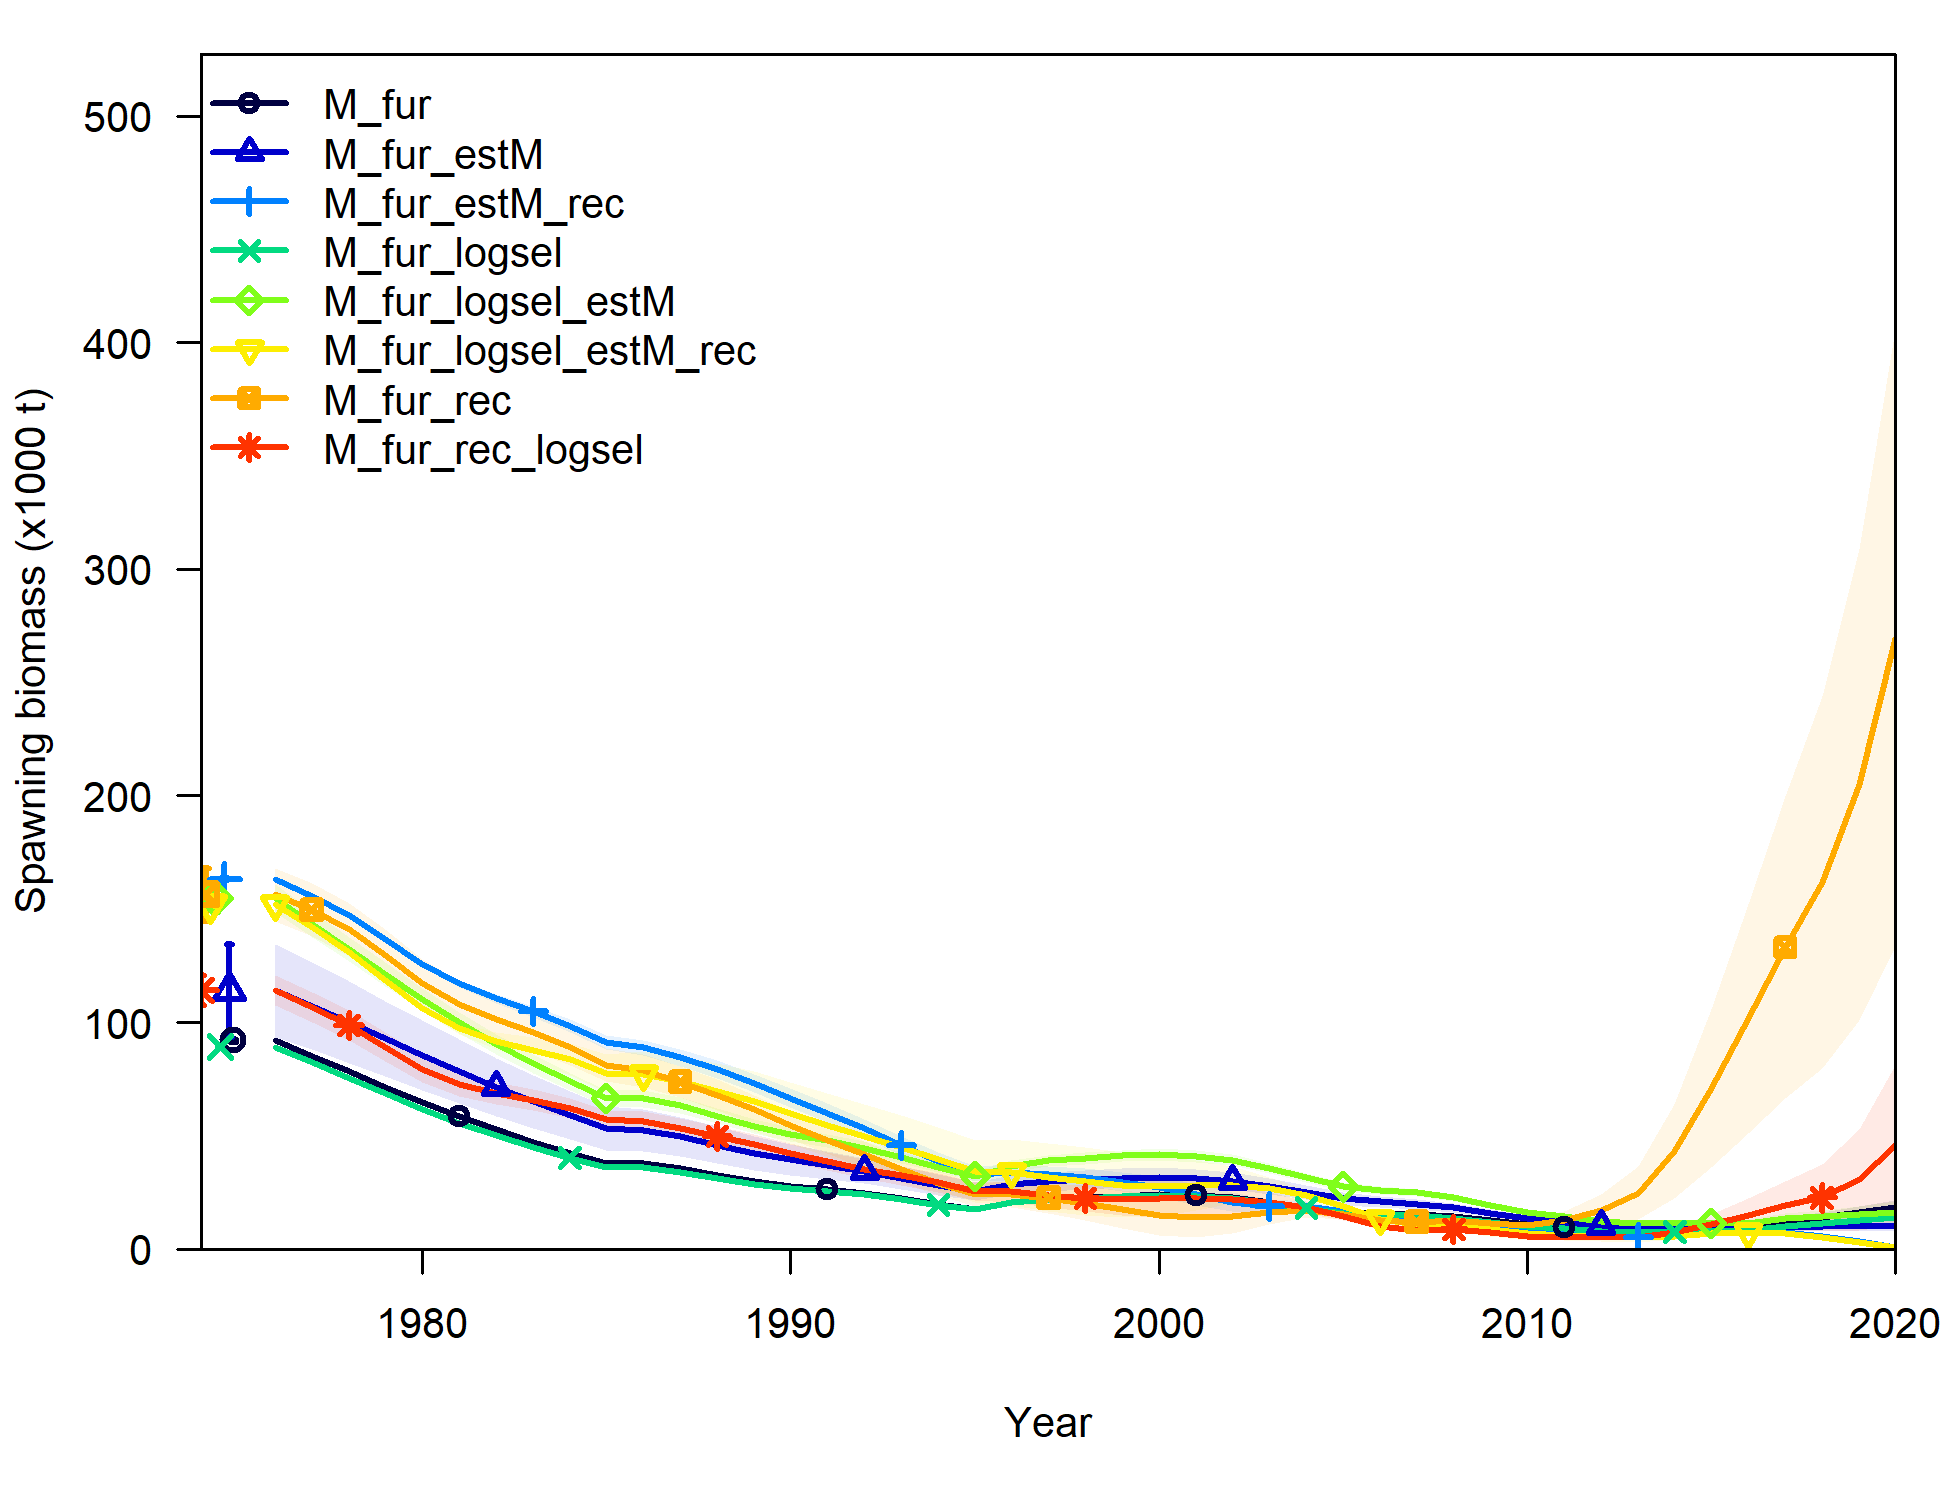 500
400
300
200
100
0
Spawning biomass (x1000 t)
M_fur
M_fur_estM
M_fur_estM_rec
M_fur_logsel
M_fur_logsel_estM
M_fur_logsel_estM_rec
M_fur_rec
M_fur_rec_logsel
1980 1990 2000 2010 2020
Year